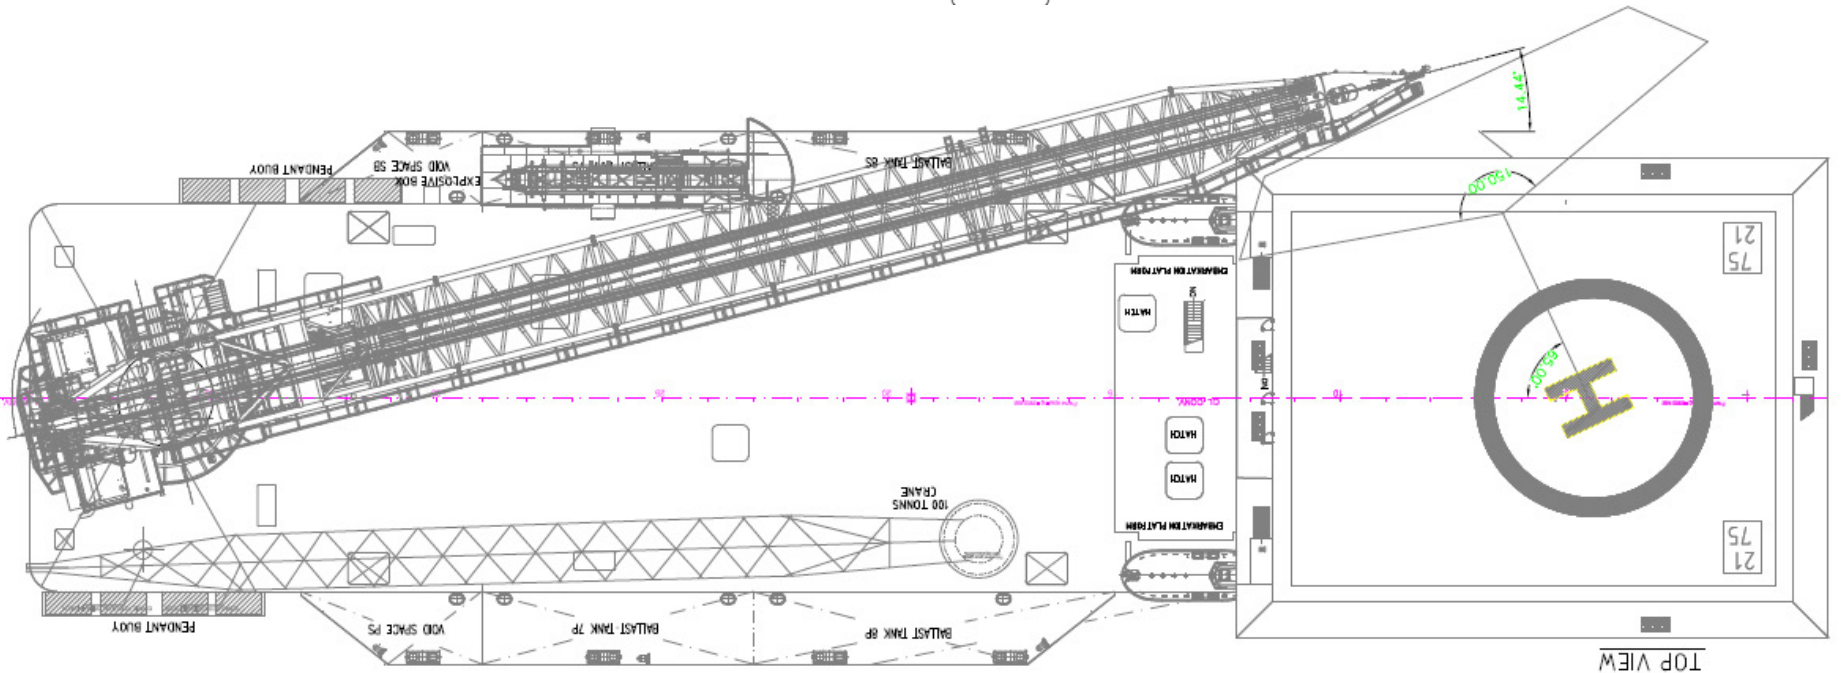 14.44°
BALLAST TANK 8S
VOID SPACE SB
PENDANT BUOY
EXPLOSIVE BOX
150.00°
21
75
EMBARKATION PLATFORM
HATCH
65.00°
HATCH
HATCH
100 TONNS
CRANE
EMBARKATION PLATFORM
21
75
PENDANT BUOY
VOID SPACE PS
BALLAST TANK 7P
BALLAST TANK 8P
TOP VIEW